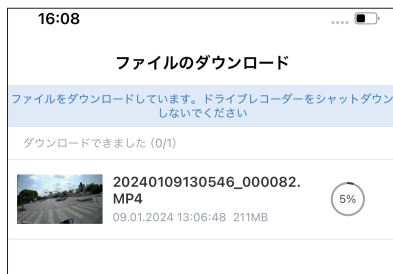 16:08
ファイルのダウンロード
ファイルをダウンロードしています。ドライブレコーダーをシャットダウン
しないでください
ダウンロードできました (0/1)
20240109130546_000082.
MP4
5%
09.01.2024 13:06:48 211MB